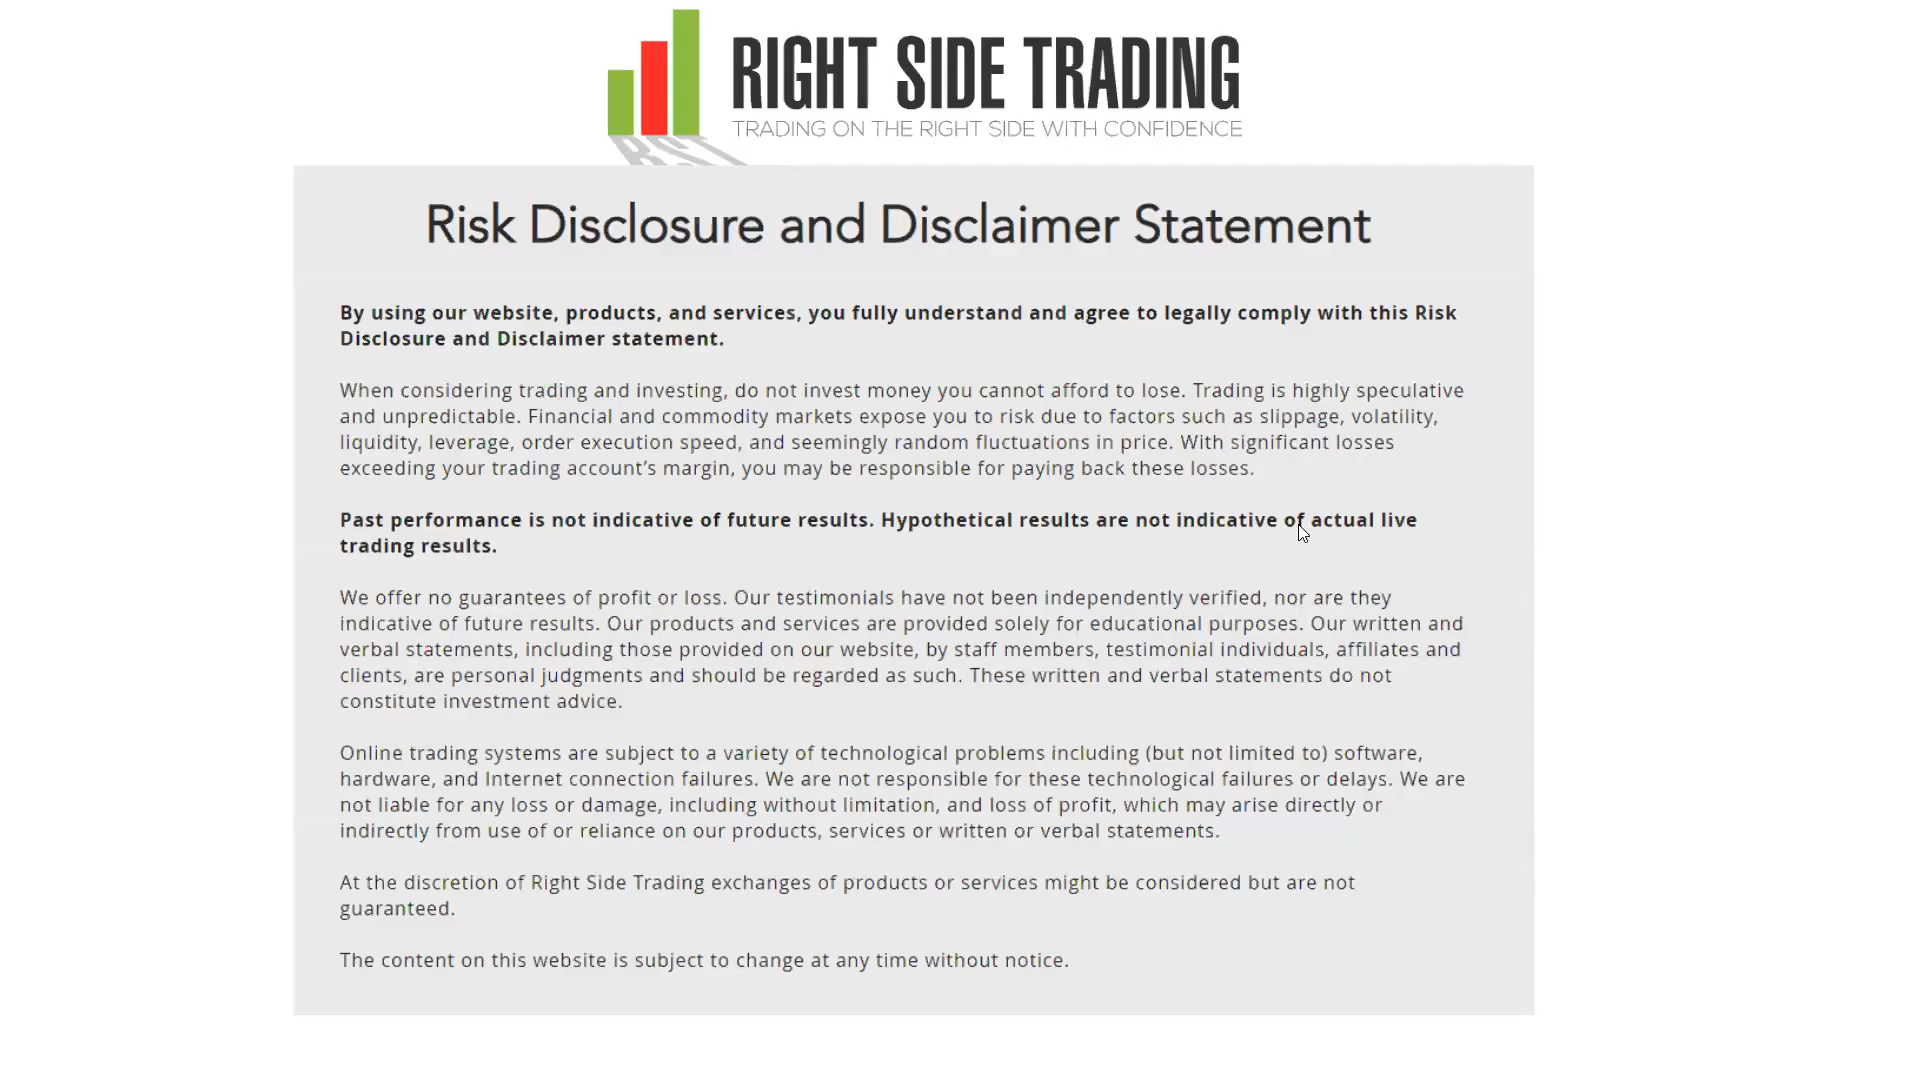 RIGHT SIDE TRADING
TRADING ON THE RIGHT SIDE WITH CONFIDENCE
RST
Risk Disclosure and Disclaimer Statement
By using our website, products, and services, you fully understand and agree to legally comply with this Risk
Disclosure and Disclaimer statement.
When considering trading and investing, do not invest money you cannot afford to lose. Trading is highly speculative
and unpredictable. Financial and commodity markets expose you to risk due to factors such as slippage, volatility,
liquidity, leverage, order execution speed, and seemingly random fluctuations in price. With significant losses
exceeding your trading account’s margin, you may be responsible for paying back these losses.
Past performance is not indicative of future results. Hypothetical results are not indicative of actual live
trading results.
We offer no guarantees of profit or loss. Our testimonials have not been independently verified, nor are they
indicative of future results. Our products and services are provided solely for educational purposes. Our written and
verbal statements, including those provided on our website, by staff members, testimonial individuals, affiliates and
clients, are personal judgments and should be regarded as such. These written and verbal statements do not
constitute investment advice.
Online trading systems are subject to a variety of technological problems including (but not limited to) software,
hardware, and Internet connection failures. We are not responsible for these technological failures or delays. We are
not liable for any loss or damage, including without limitation, and loss of profit, which may arise directly or
indirectly from use of or reliance on our products, services or written or verbal statements.
At the discretion of Right Side Trading exchanges of products or services might be considered but are not
guaranteed.
The content on this website is subject to change at any time without notice.